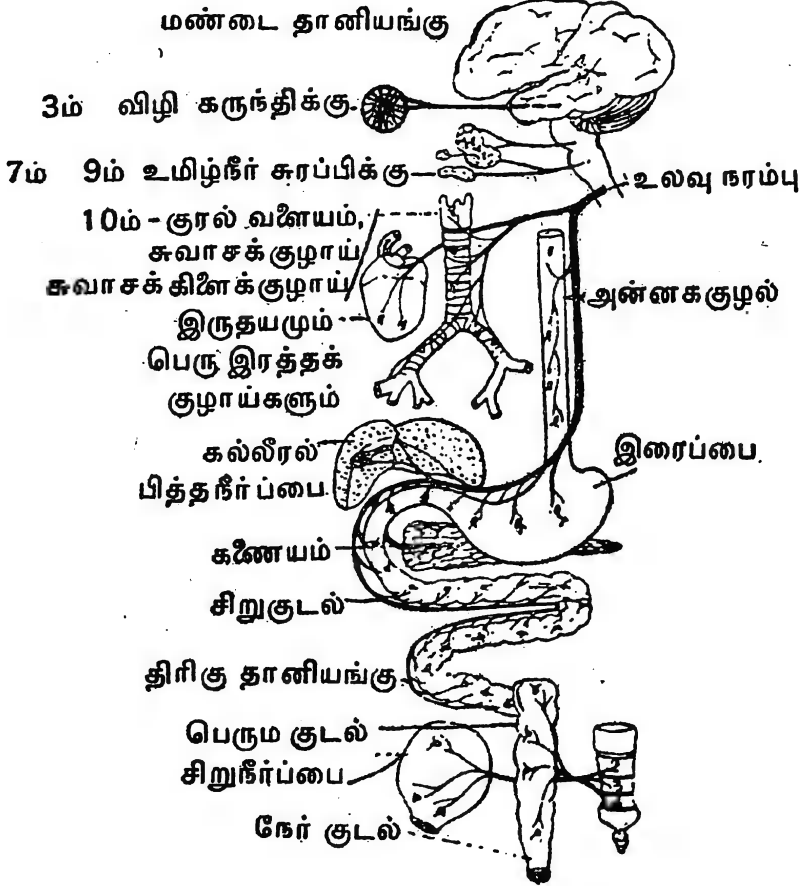 மண்டை தானியங்கு
3ம் விழி கருந்திக்கு
7ம் 9ம் உமிழ்நீர் சுரப்பிக்கு
உலவு நரம்பு
10ம் - குரல் வளையம்,
சுவாசக்குழாய்
சுவாசக்கிளைக்குழாய்
அன்னககுழல்
இருதயமும்
பெரு இரத்தக்
குழாய்களும்
கல்லீரல்
இரைப்பை
பித்தநீர்ப்பை
கணையம்
சிறுகுடல்
திரிகு தானியங்கு
பெரும குடல்
சிறுநீர்ப்பை
நேர் குடல்